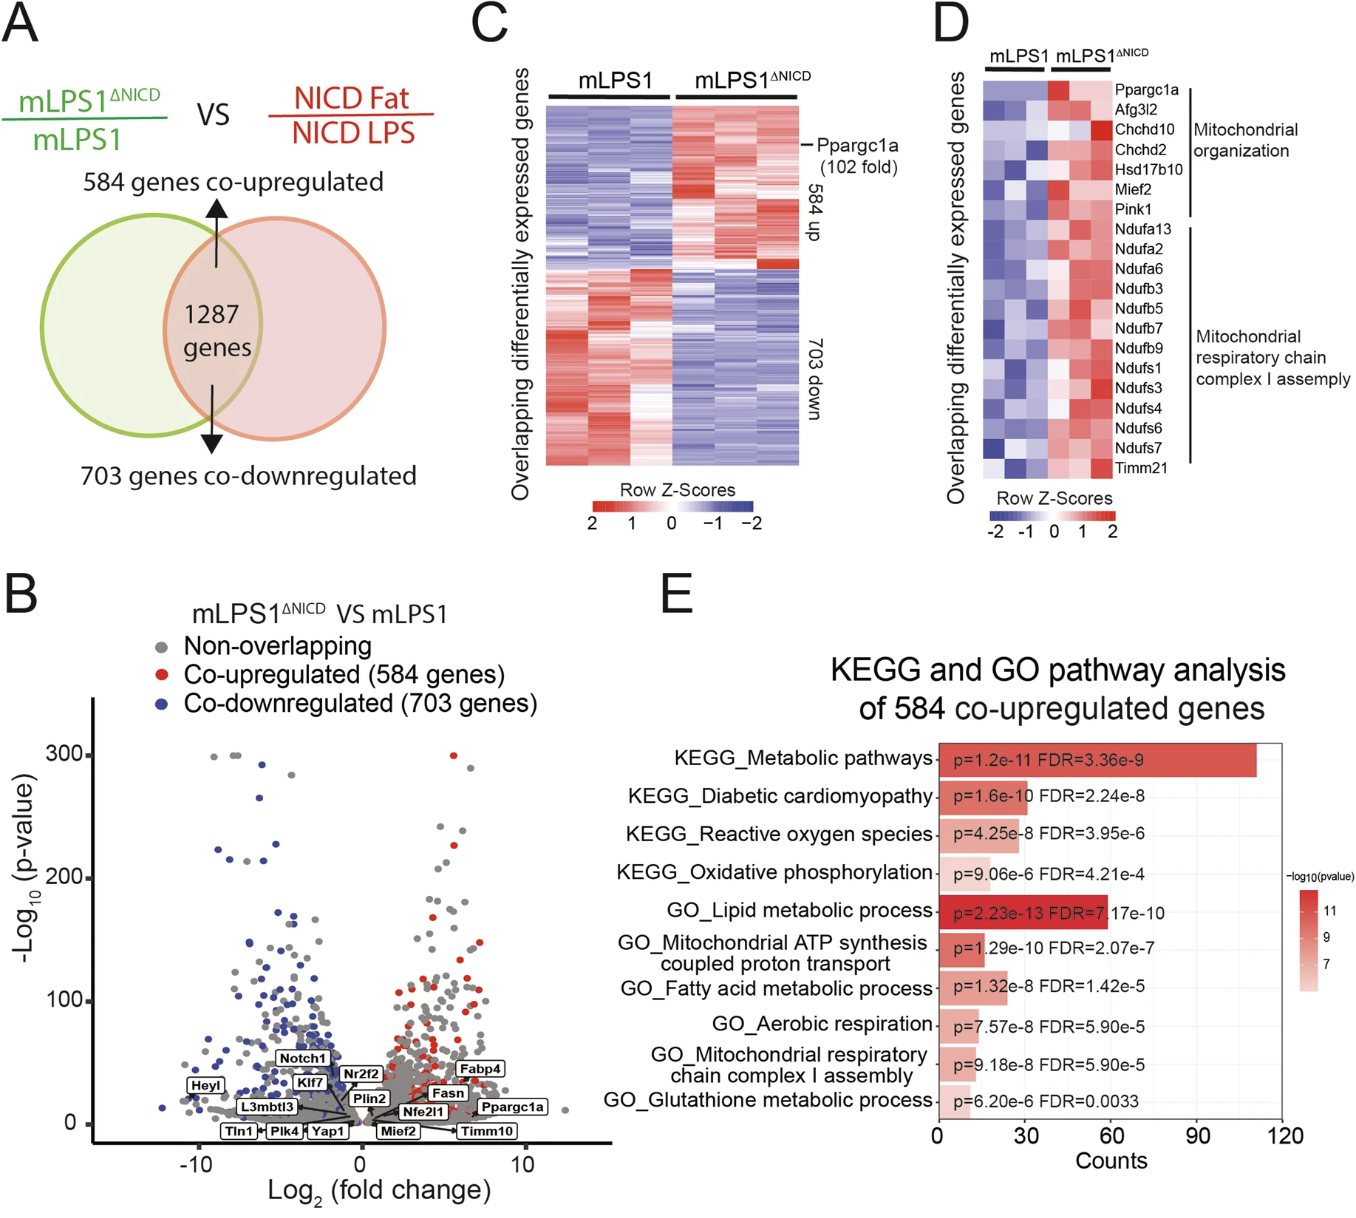 A
mLPS1ΔNICD
mLPS1
VS
NICD Fat
NICD LPS
584 genes co-upregulated
1287
genes
703 genes co-downregulated
C
mLPS1
mLPS1ΔNICD
Overlapping differentially expressed genes
Ppargc1a
(102 fold)
584 up
703 down
Row Z-Scores
2 1 0 −1 −2
D
mLPS1
mLPS1ΔNICD
Overlapping differentially expressed genes
Ppargc1a
Afg3l2
Chchd10
Chchd2
Hsd17b10
Mief2
Pink1
Ndufa13
Ndufa2
Ndufa6
Ndufb3
Ndufb5
Ndufb7
Ndufb9
Ndufs1
Ndufs3
Ndufs4
Ndufs6
Ndufs7
Timm21
Mitochondrial
organization
Mitochondrial
respiratory chain
complex I assemply
Row Z-Scores
-2 -1 0 1 2
B
mLPS1ΔNICD VS mLPS1
Non-overlapping
Co-upregulated (584 genes)
Co-downregulated (703 genes)
-Log10 (p-value)
300
200
100
0
Notch1
Nr2f2
Fabp4
Heyl
Klf7
Plin2
Fasn
L3mbtl3
Nfe2l1
Ppargc1a
Tln1
Plk4
Yap1
Mief2
Timm10
-10 0 10
Log2 (fold change)
E
KEGG and GO pathway analysis
of 584 co-upregulated genes
KEGG_Metabolic pathways
p=1.2e-11 FDR=3.36e-9
KEGG_Diabetic cardiomyopathy
p=1.6e-10 FDR=2.24e-8
KEGG_Reactive oxygen species
p=4.25e-8 FDR=3.95e-6
KEGG_Oxidative phosphorylation
p=9.06e-6 FDR=4.21e-4
GO_Lipid metabolic process
p=2.23e-13 FDR=7.17e-10
GO_Mitochondrial ATP synthesis
coupled proton transport
p=1.29e-10 FDR=2.07e-7
GO_Fatty acid metabolic process
p=1.32e-8 FDR=1.42e-5
GO_Aerobic respiration
p=7.57e-8 FDR=5.90e-5
GO_Mitochondrial respiratory
chain complex I assembly
p=9.18e-8 FDR=5.90e-5
GO_Glutathione metabolic process
p=6.20e-6 FDR=0.0033
0 30 60 90 120
Counts
−log10(pvalue)
11
9
7